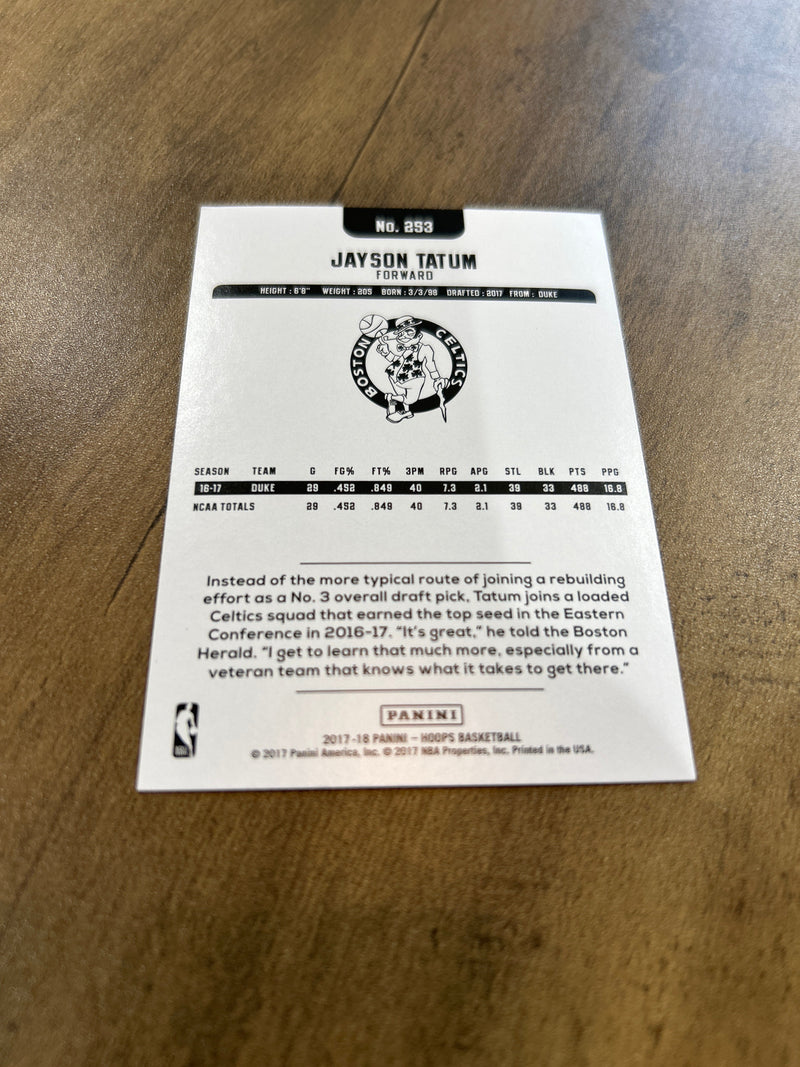 No. 253
JAYSON TATUM
FORWARD
HEIGHT : 6'8" WEIGHT : 205 BORN : 3/3/98 DRAFTED : 2017 FROM : DUKE
BOSTON CELTICS
SEASON TEAM G FG% FT% 3PM RPG APG STL BLK PTS PPG
16-17 DUKE 29 .452 .849 40 7.3 2.1 39 33 488 16.8
NCAA TOTALS 29 .452 .849 40 7.3 2.1 39 33 488 16.8
Instead of the more typical route of joining a rebuilding
effort as a No. 3 overall draft pick, Tatum joins a loaded
Celtics squad that earned the top seed in the Eastern
Conference in 2016-17. "It's great," he told the Boston
Herald. "I get to learn that much more, especially from a
veteran team that knows what it takes to get there."
PANINI
NBA
2017-18 PANINI – HOOPS BASKETBALL
© 2017 Panini America, Inc. © 2017 NBA Properties, Inc. Printed in the USA.